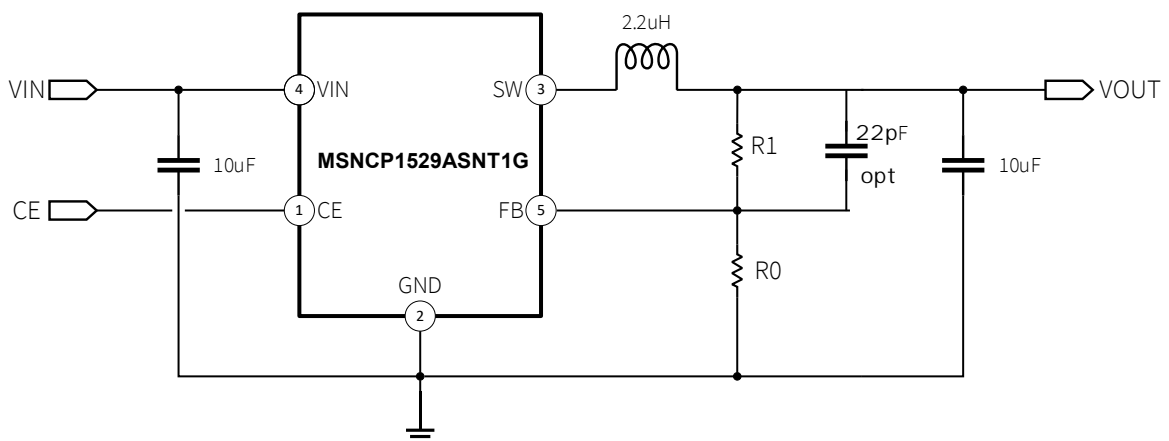 2.2uH
VIN
4
VIN
SW
3
VOUT
10uF
MSNCP1529ASNT1G
R1
22pF
opt
10uF
CE
1
CE
FB
5
R0
GND
2